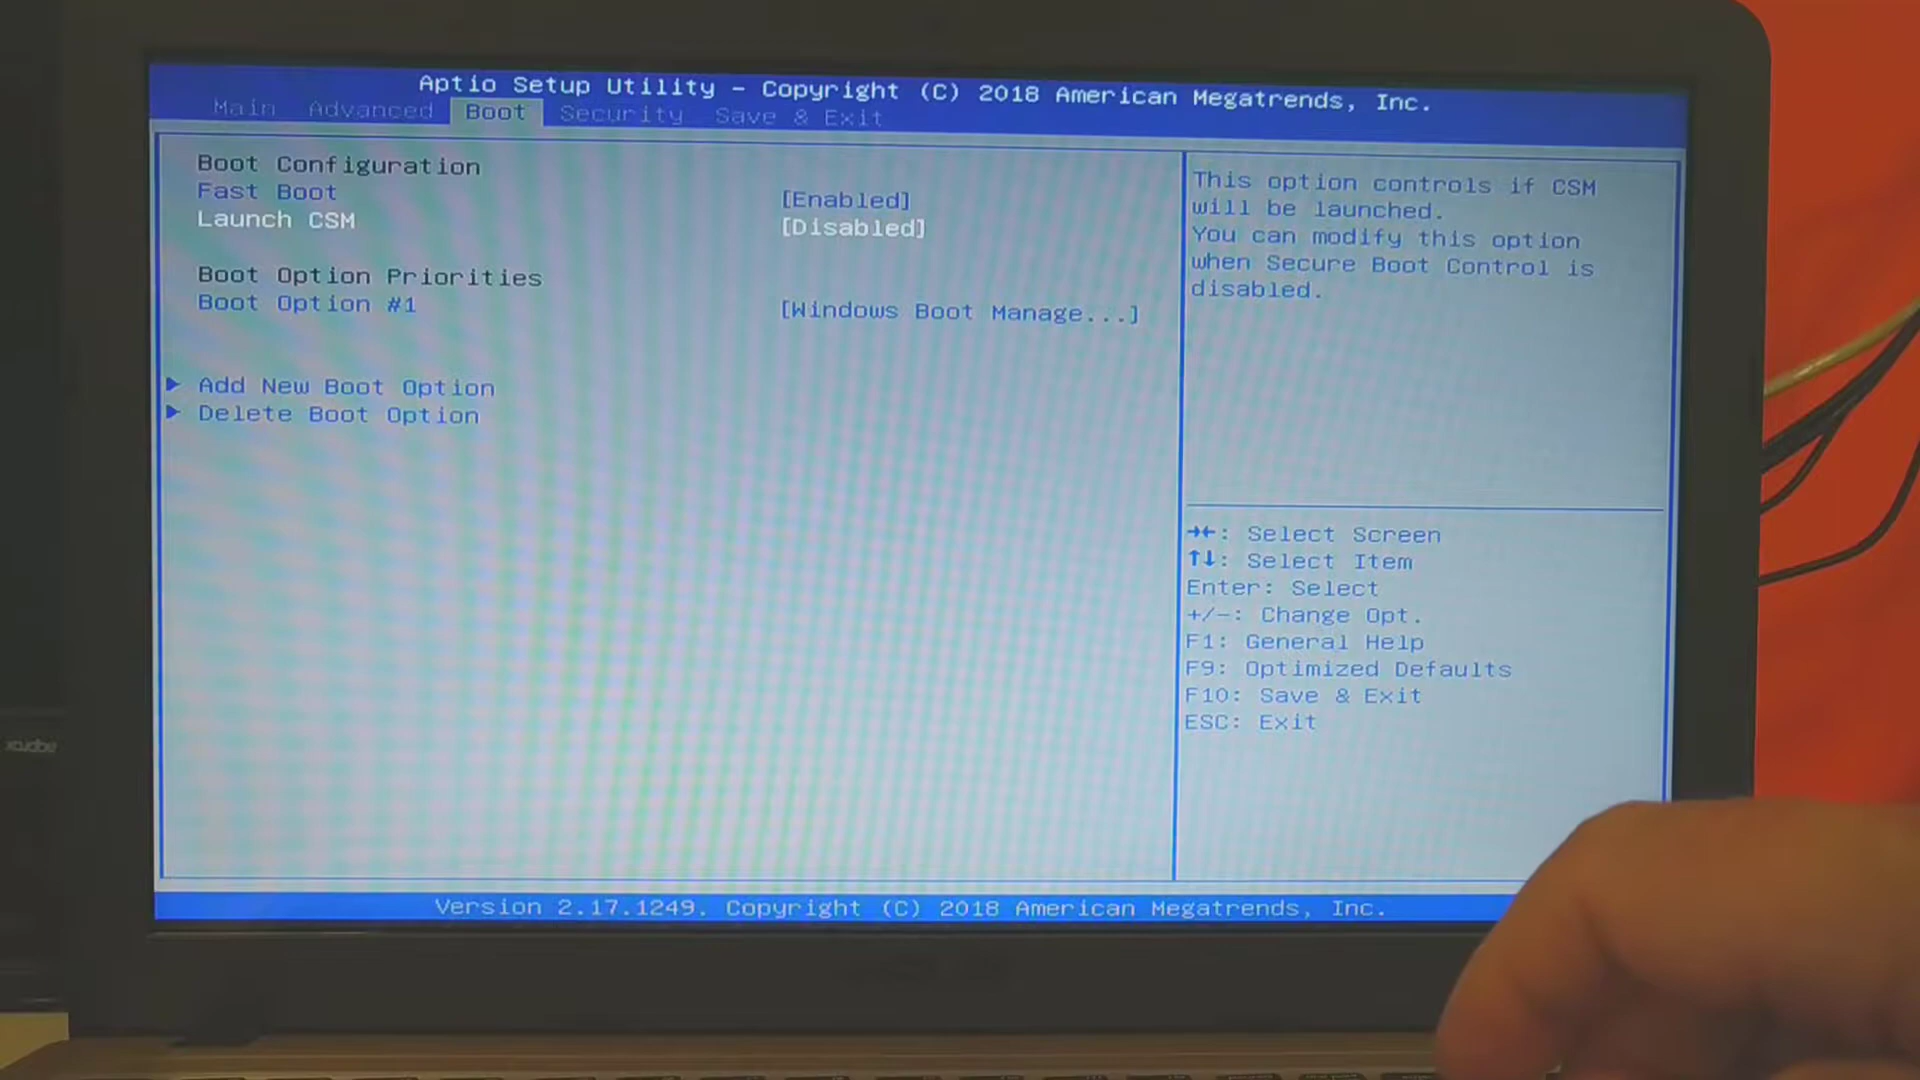 Aptio Setup Utility - Copyright (C) 2018 American Megatrends, Inc.
Main Advanced Boot Security Save & Exit
Boot Configuration
Fast Boot [Enabled]
Launch CSM [Disabled]
Boot Option Priorities
Boot Option #1 [Windows Boot Manage...]
Add New Boot Option
Delete Boot Option
This option controls if CSM
will be launched.
You can modify this option
when Secure Boot Control is
disabled.
→←: Select Screen
↑↓: Select Item
Enter: Select
+/-: Change Opt.
F1: General Help
F9: Optimized Defaults
F10: Save & Exit
ESC: Exit
Version 2.17.1249. Copyright (C) 2018 American Megatrends, Inc.